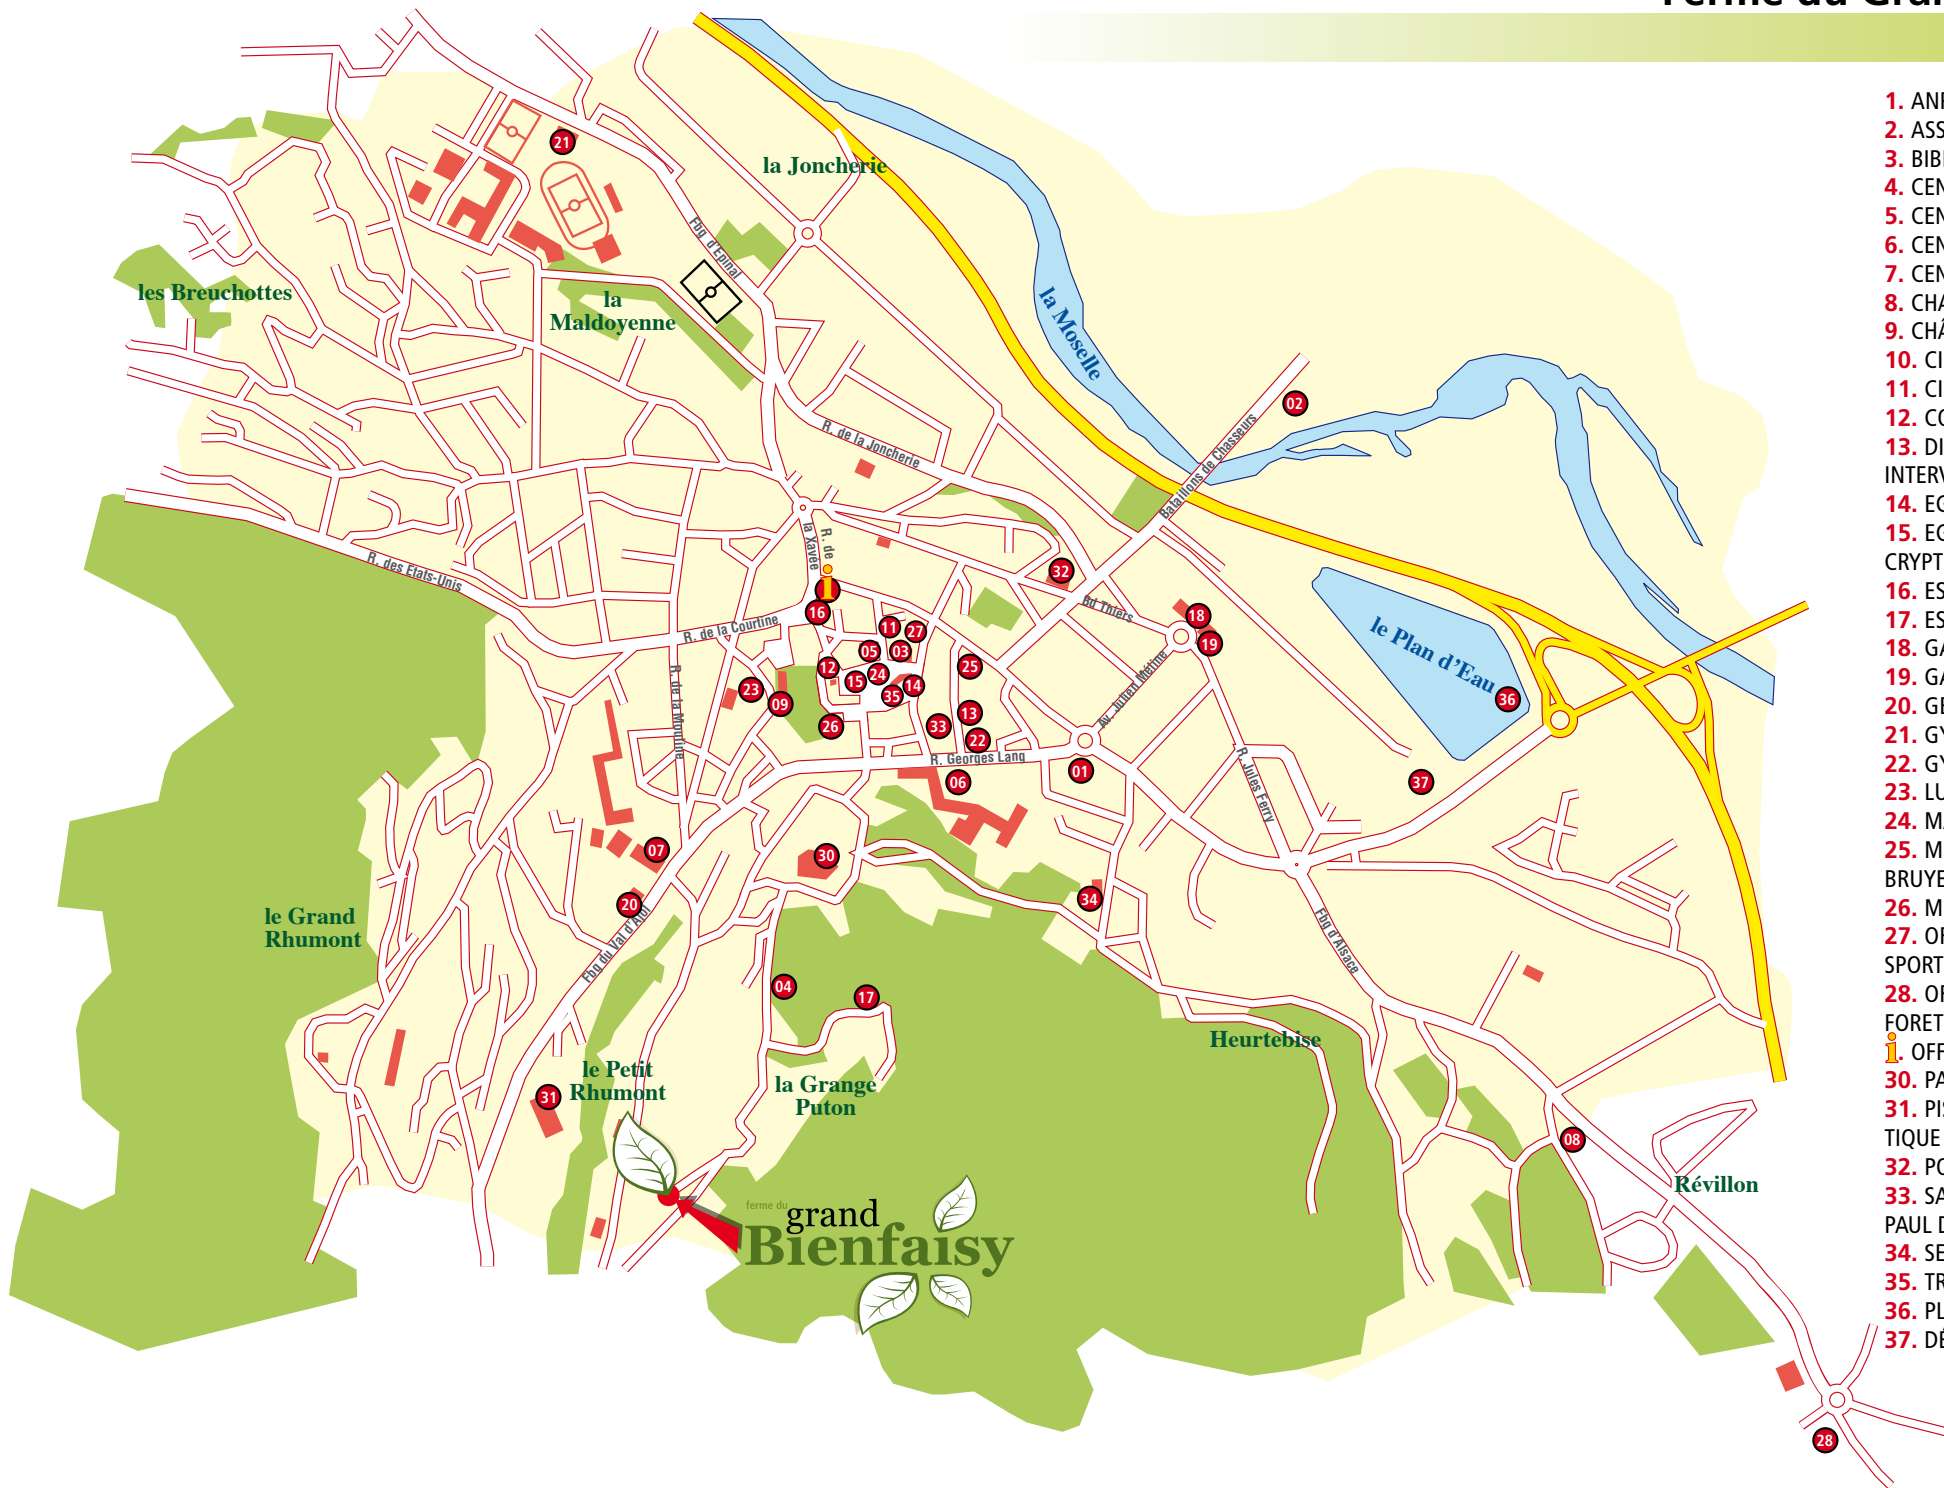 Ferme du Gra
1. AN
2. ASS
3. BIB
4. CEN
5. CEN
6. CEN
7. CEN
8. CHA
9. CHÂ
10. CI
11. CI
12. CO
13. DI
INTERV
14. EG
15. EG
CRYPT
16. ES
17. ES
18. GA
19. GA
20. GE
21. GY
22. GY
23. LU
24. MA
25. M
BRUYE
26. M
27. OF
SPORT
28. OF
FORET
i. OFF
30. PA
31. PIS
TIQUE
32. PO
33. SA
PAUL D
34. SE
35. TR
36. PL
37. DÉ
21
la Joncherie
Fbg d'Epinal
les Breuchottes
la
Maldoyenne
la Moselle
02
R. de la Joncherie
Bataillons de Chasseurs
R. des Etats-Unis
R. de
la Xavée
i
32
16
Bd Thiers
18
19
R. de la Courtine
11
27
05
03
le Plan d'Eau
36
12
15
24
25
35
14
R. de la Mouline
23
09
26
33
13
22
Av. Julien Méline
R. Georges Lang
06
01
R. Jules Ferry
37
07
30
20
34
le Grand
Rhumont
Fbg du Val d'Ajol
Fbg d'Alsace
04
17
Heurtebise
le Petit
Rhumont
31
la Grange
Puton
08
Révillon
ferme du
grand
Bienfaisy
28